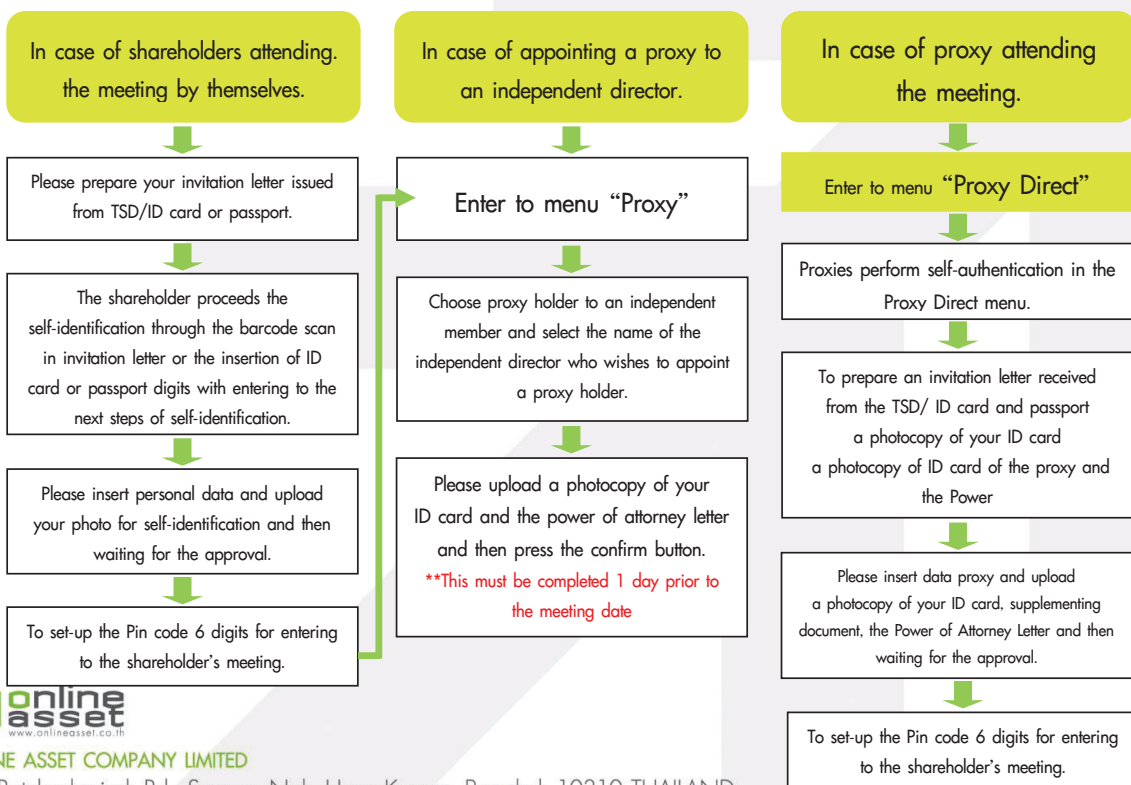 In case of shareholders attending.
the meeting by themselves.
Please prepare your invitation letter issued
from TSD/ID card or passport.
The shareholder proceeds the
self-identification through the barcode scan
in invitation letter or the insertion of ID
card or passport digits with entering to the
next steps of self-identification.
Please insert personal data and upload
your photo for self-identification and then
waiting for the approval.
To set-up the Pin code 6 digits for entering
to the shareholder's meeting.
In case of appointing a proxy to
an independent director.
Enter to menu “Proxy”
Choose proxy holder to an independent
member and select the name of the
independent director who wishes to appoint
a proxy holder.
Please upload a photocopy of your
ID card and the power of attorney letter
and then press the confirm button.
**This must be completed 1 day prior to
the meeting date
In case of proxy attending
the meeting.
Enter to menu “Proxy Direct”
Proxies perform self-authentication in the
Proxy Direct menu.
To prepare an invitation letter received
from the TSD/ ID card and passport
a photocopy of your ID card
a photocopy of ID card of the proxy and
the Power
Please insert data proxy and upload
a photocopy of your ID card, supplementing
document, the Power of Attorney Letter and then
waiting for the approval.
To set-up the Pin code 6 digits for entering
to the shareholder's meeting.
online
asset
www.onlineasset.co.th
NE ASSET COMPANY LIMITED
THAILAND